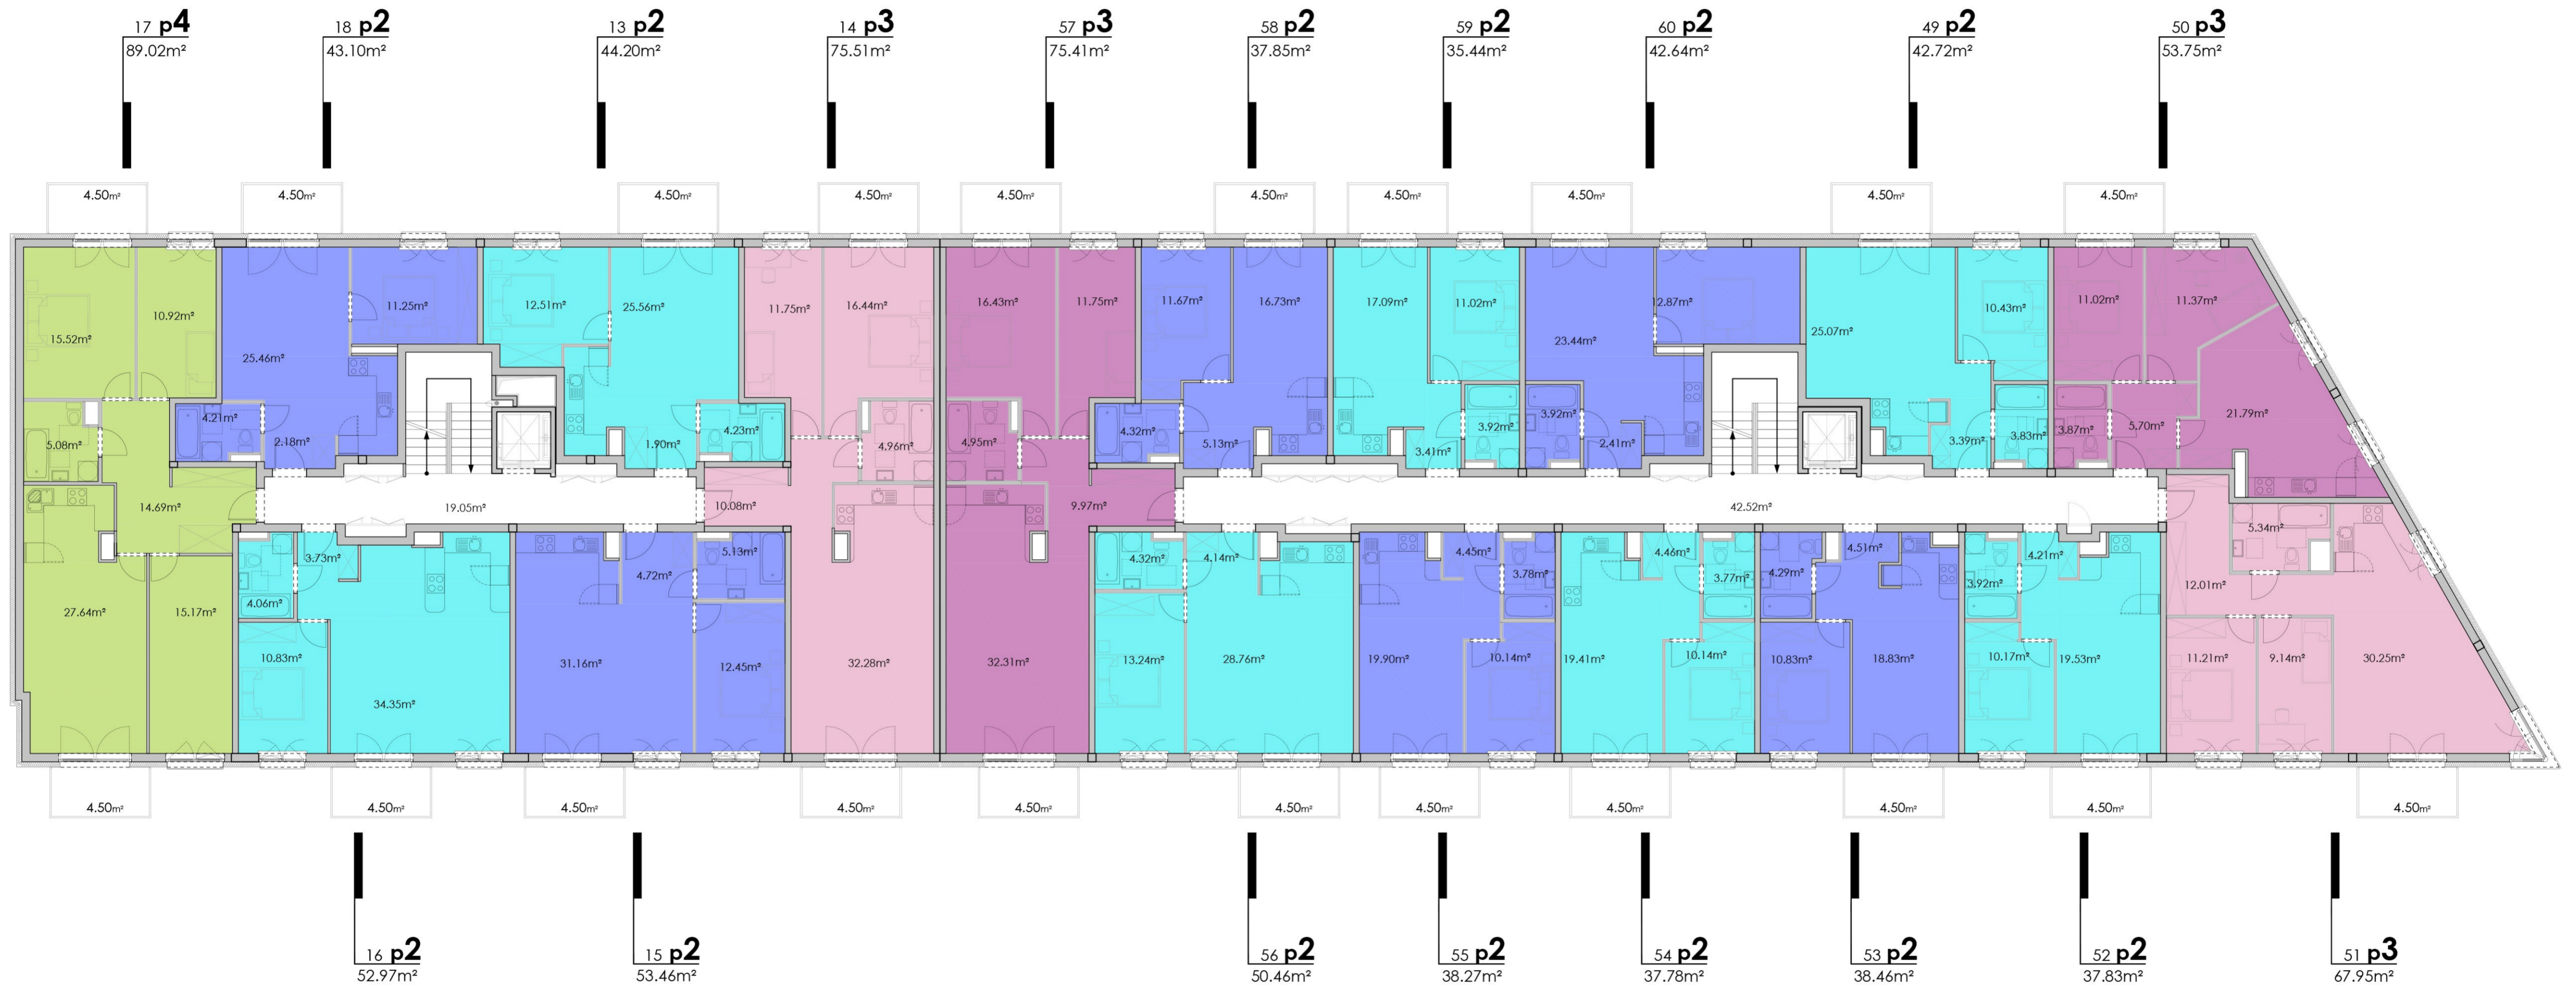 17 p4
89.02m²
18 p2
43.10m²
13 p2
44.20m²
14 p3
75.51m²
57 p3
75.41m²
58 p2
37.85m²
59 p2
35.44m²
60 p2
42.64m²
49 p2
42.72m²
50 p3
53.75m²
4.50m²
4.50m²
4.50m²
4.50m²
4.50m²
4.50m²
4.50m²
4.50m²
4.50m²
4.50m²
15.52m²
10.92m²
5.08m²
14.69m²
27.64m²
15.17m²
25.46m²
11.25m²
4.21m²
2.18m²
12.51m²
25.56m²
1.90m²
4.23m²
11.75m²
16.44m²
4.96m²
10.08m²
32.28m²
19.05m²
3.73m²
4.06m²
10.83m²
34.35m²
4.72m²
5.13m²
31.16m²
12.45m²
16.43m²
11.75m²
4.95m²
9.97m²
32.31m²
11.67m²
16.73m²
4.32m²
5.13m²
17.09m²
11.02m²
3.41m²
3.92m²
23.44m²
12.87m²
3.92m²
2.41m²
25.07m²
10.43m²
3.39m²
3.83m²
11.02m²
11.37m²
3.87m²
5.70m²
21.79m²
42.52m²
4.32m²
4.14m²
13.24m²
28.76m²
4.45m²
3.78m²
19.90m²
10.14m²
4.46m²
3.77m²
19.41m²
10.14m²
4.29m²
4.51m²
10.83m²
18.83m²
3.92m²
4.21m²
10.17m²
19.53m²
12.01m²
5.34m²
11.21m²
9.14m²
30.25m²
4.50m²
4.50m²
4.50m²
4.50m²
4.50m²
4.50m²
4.50m²
4.50m²
4.50m²
4.50m²
4.50m²
16 p2
52.97m²
15 p2
53.46m²
56 p2
50.46m²
55 p2
38.27m²
54 p2
37.78m²
53 p2
38.46m²
52 p2
37.83m²
51 p3
67.95m²